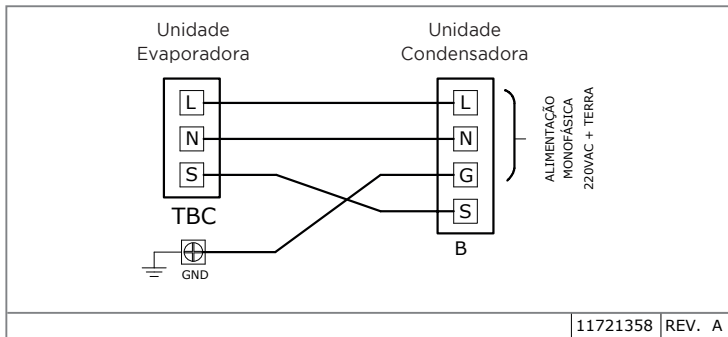 Unidade
Evaporadora
Unidade
Condensadora
L
N
S
TBC
GND
L
N
G
S
B
ALIMENTAÇÃO
MONOFÁSICA
220VAC + TERRA
11721358
REV. A